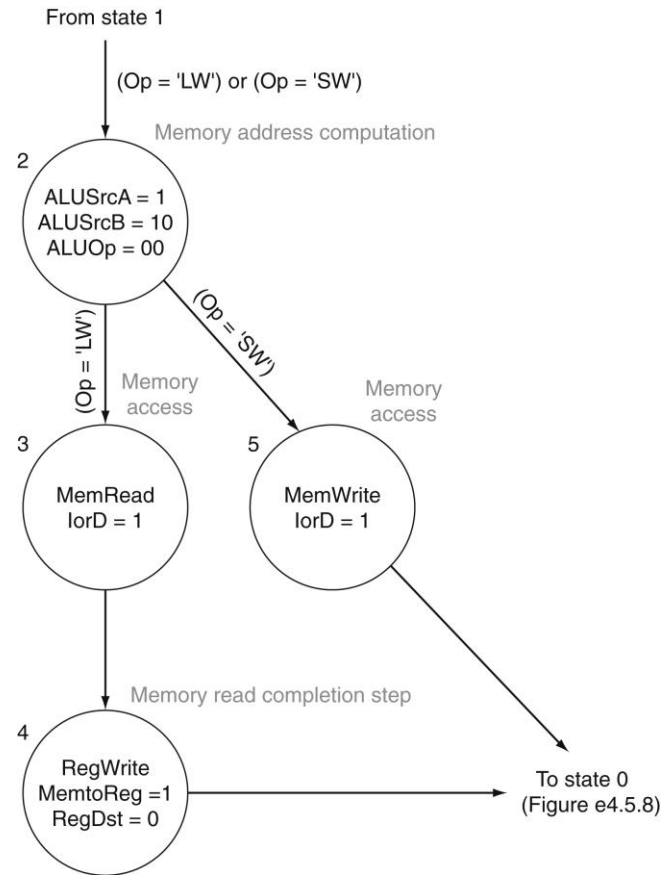 From state 1
(Op = 'LW') or (Op = 'SW')
Memory address computation
2
ALUSrcA = 1
ALUSrcB = 10
ALUOp = 00
(Op = 'LW')
(Op = 'SW')
Memory
access
Memory
access
3
MemRead
IorD = 1
5
MemWrite
IorD = 1
Memory read completion step
4
RegWrite
MemtoReg =1
RegDst = 0
To state 0
(Figure e4.5.8)